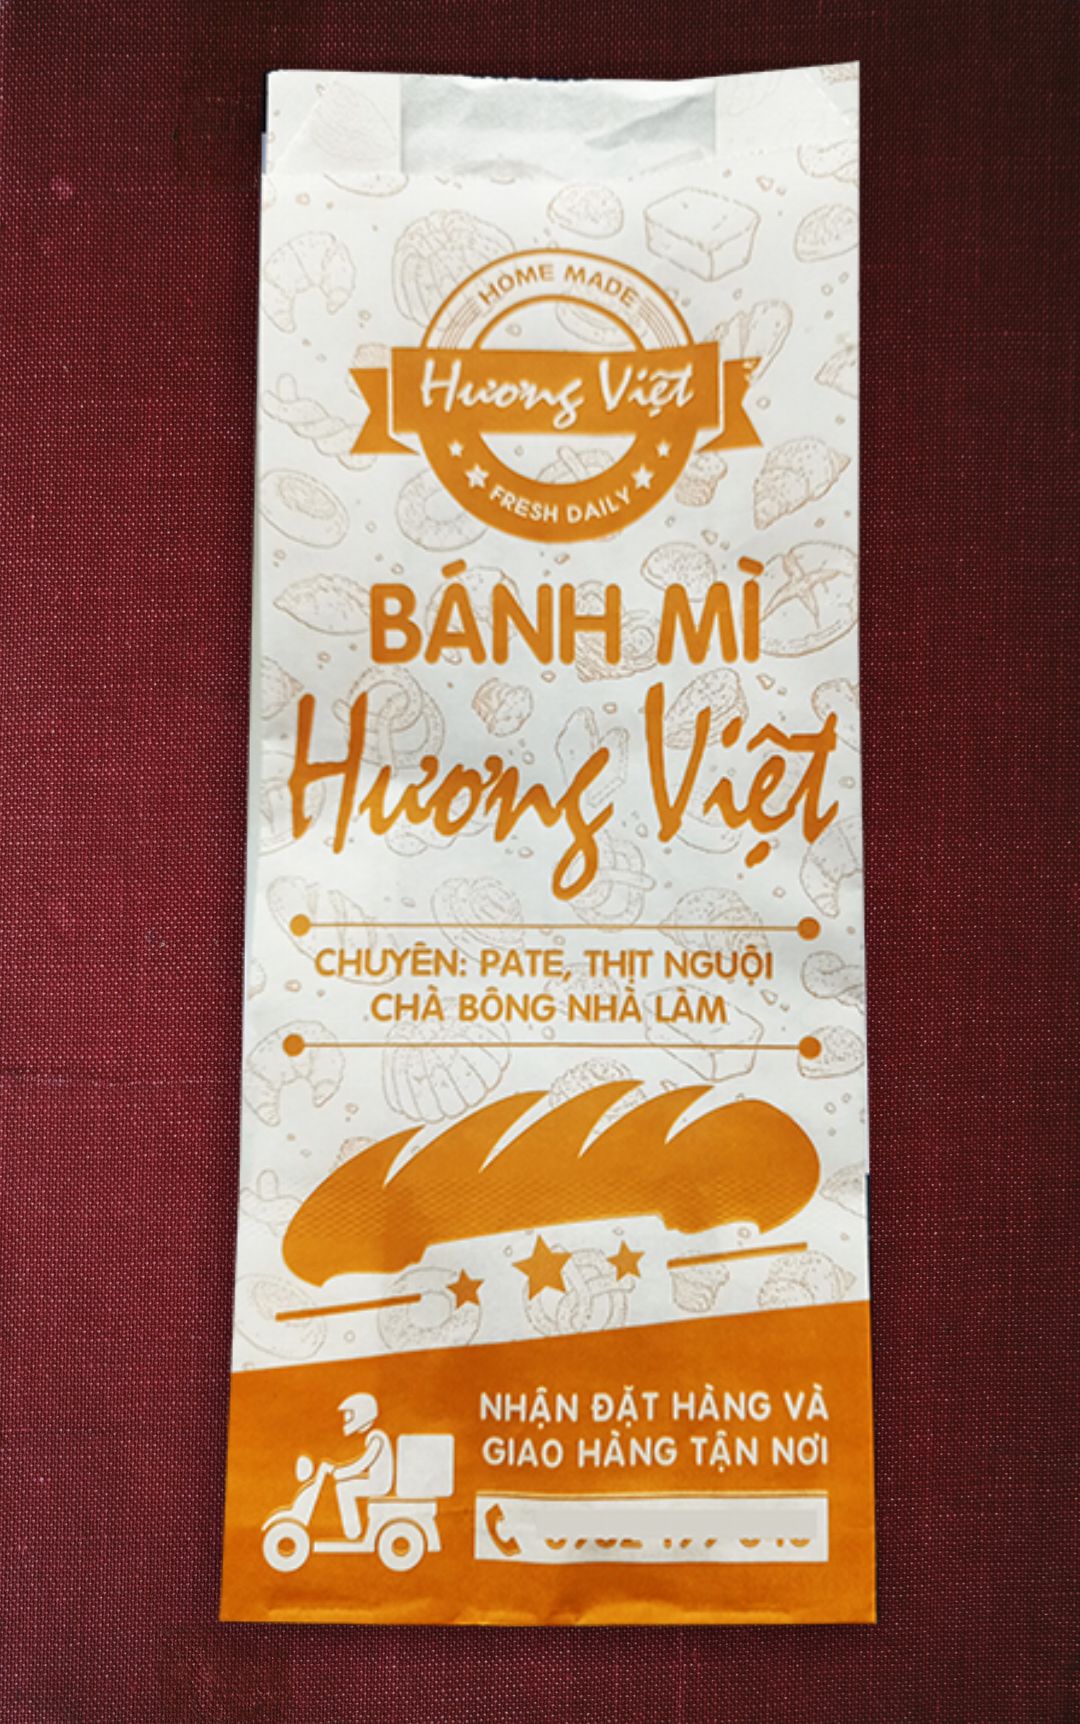 HOME MADE
Hương Việt
FRESH DAILY
BÁNH MÌ
Hương Việt
CHUYÊN: PATE, THỊT NGUỘI
CHÀ BÔNG NHÀ LÀM
NHẬN ĐẶT HÀNG VÀ
GIAO HÀNG TẬN NƠI